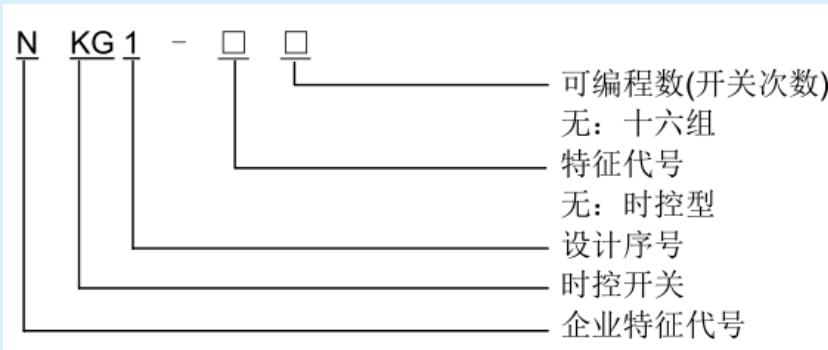 N KG 1 - □ □
可编程数(开关次数)
无：十六组
特征代号
无：时控型
设计序号
时控开关
企业特征代号